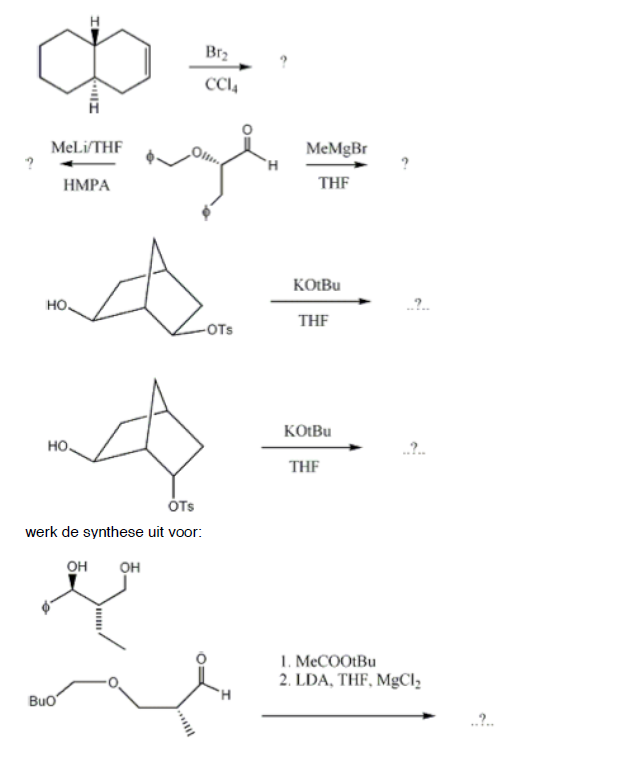 H
Br₂
?
CCl₄
H
MeLi/THF
O
MeMgBr
?
ϕ
O
H
?
HMPA
THF
ϕ
KOtBu
HO
..?..
OTs
THF
KOtBu
HO
..?..
THF
OTs
werk de synthese uit voor:
OH OH
ϕ
O
1. MeCOOtBu
O
2. LDA, THF, MgCl₂
BuO
H
..?..